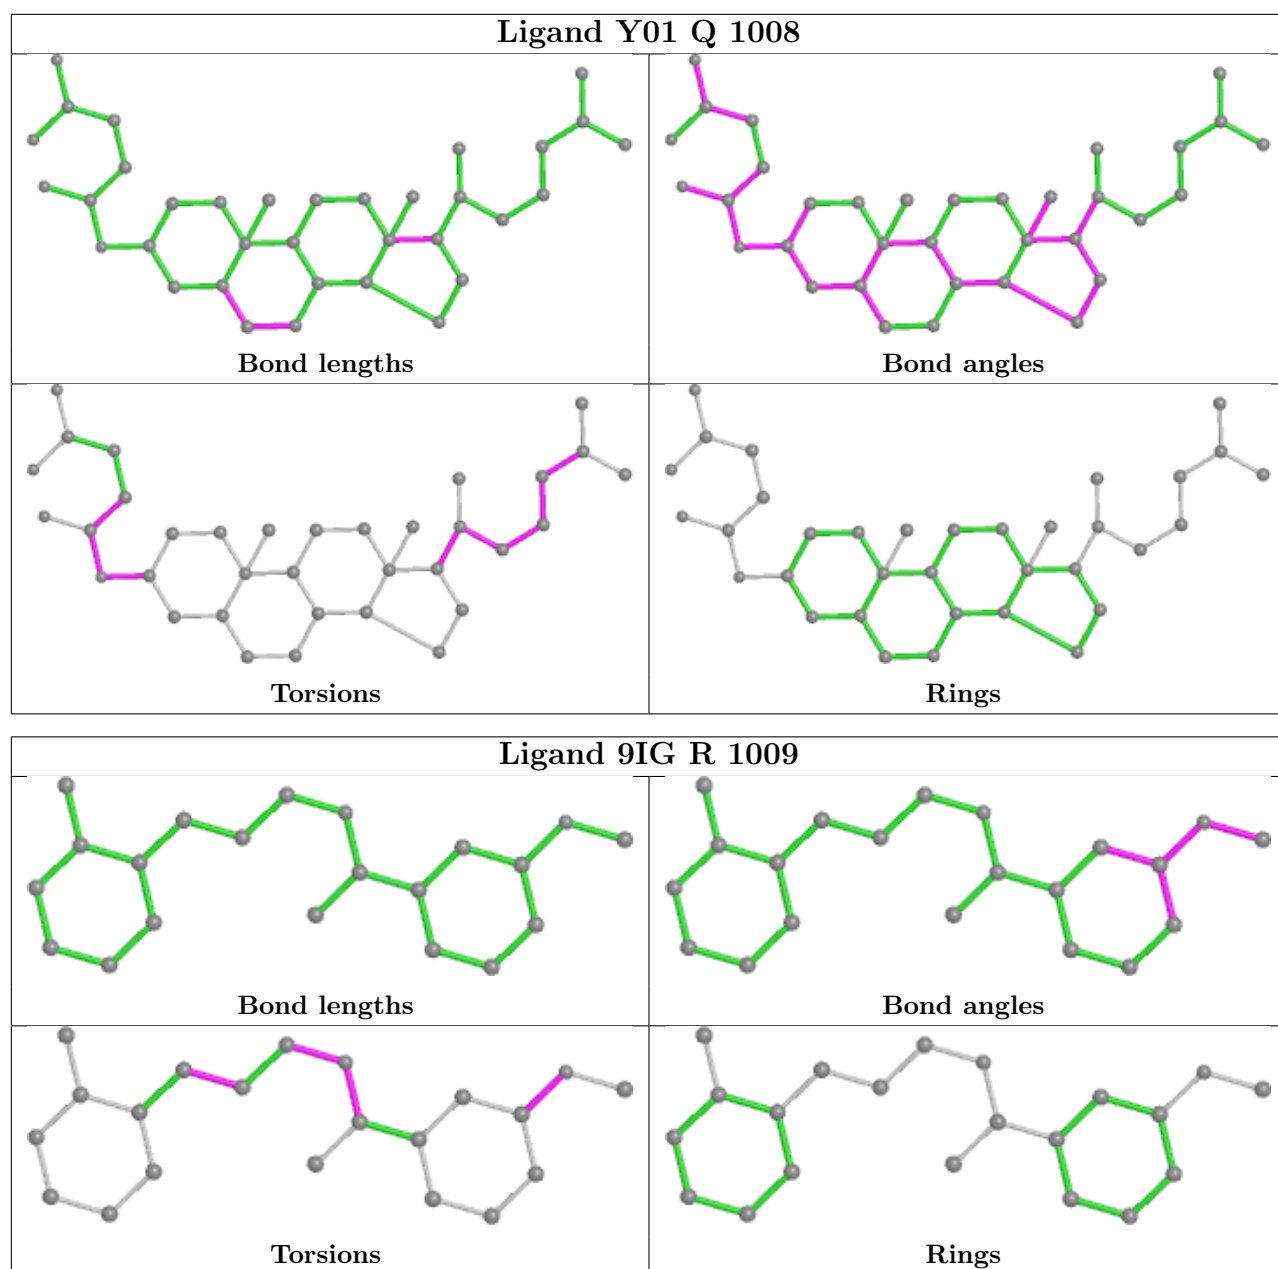 Ligand Y01 Q 1008
Bond lengths
Bond angles
Torsions
Rings
Ligand 9IG R 1009
Bond lengths
Bond angles
Torsions
Rings